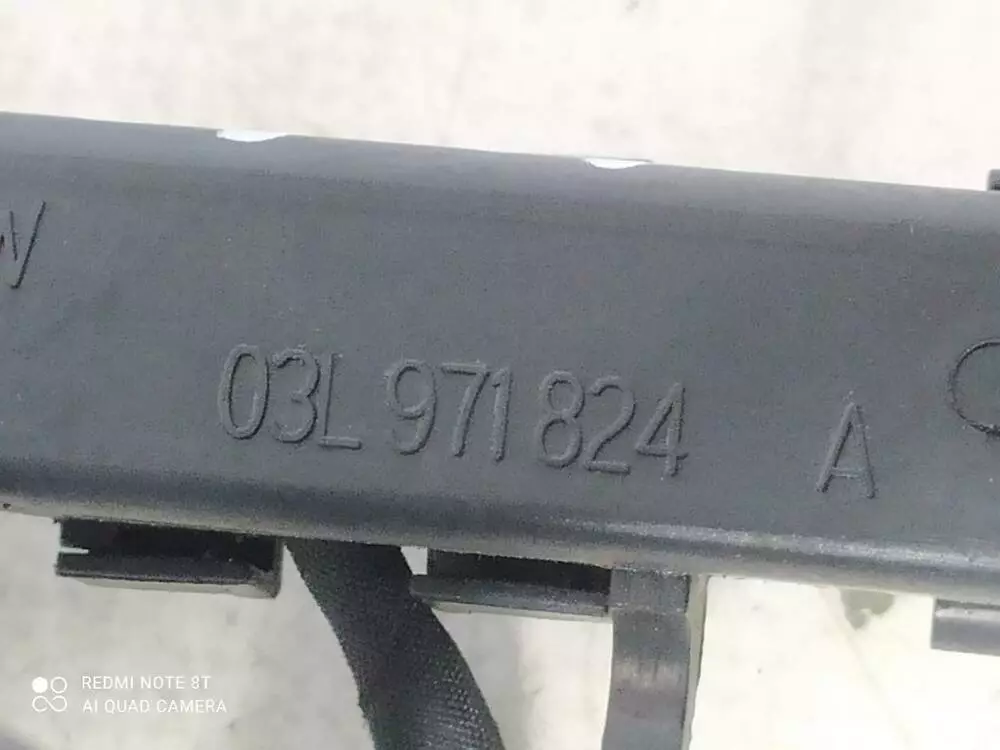 03L 971 824 A
REDMI NOTE 8T
AI QUAD CAMERA